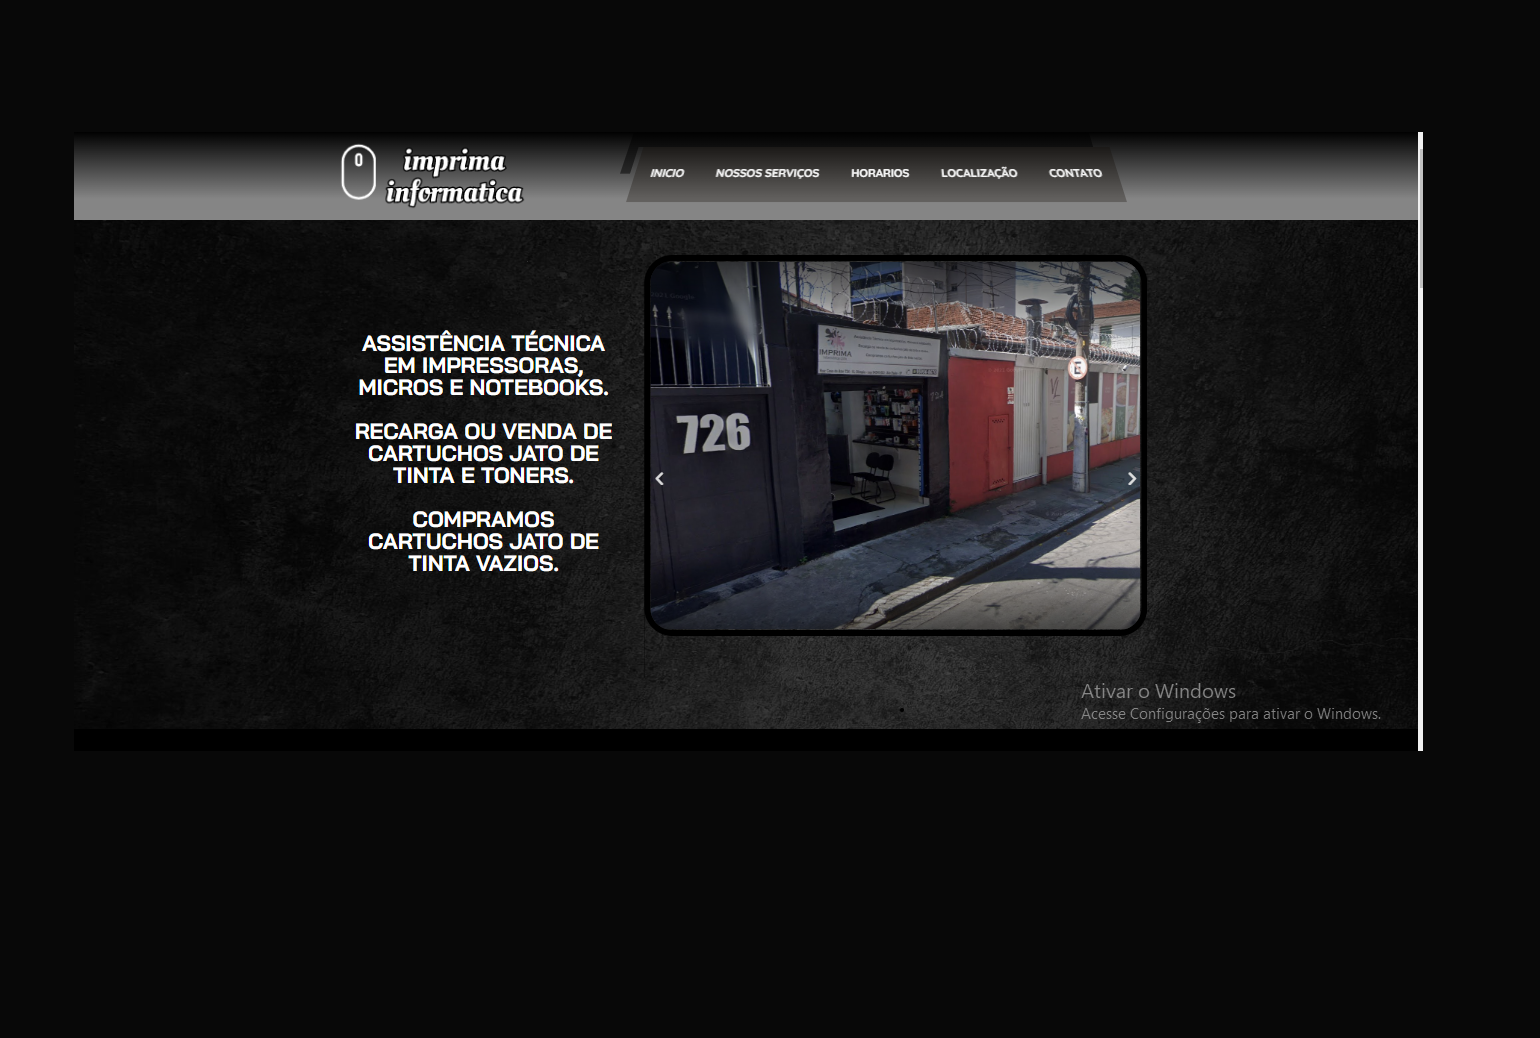 imprima
informatica
INICIO
NOSSOS SERVIÇOS
HORARIOS
LOCALIZAÇÃO
CONTATO
ASSISTÊNCIA TÉCNICA
EM IMPRESSORAS,
MICROS E NOTEBOOKS.
RECARGA OU VENDA DE
CARTUCHOS JATO DE
TINTA E TONERS.
COMPRAMOS
CARTUCHOS JATO DE
TINTA VAZIOS.
IMPRIMA
726
724
E
VL
Ativar o Windows
Acesse Configurações para ativar o Windows.